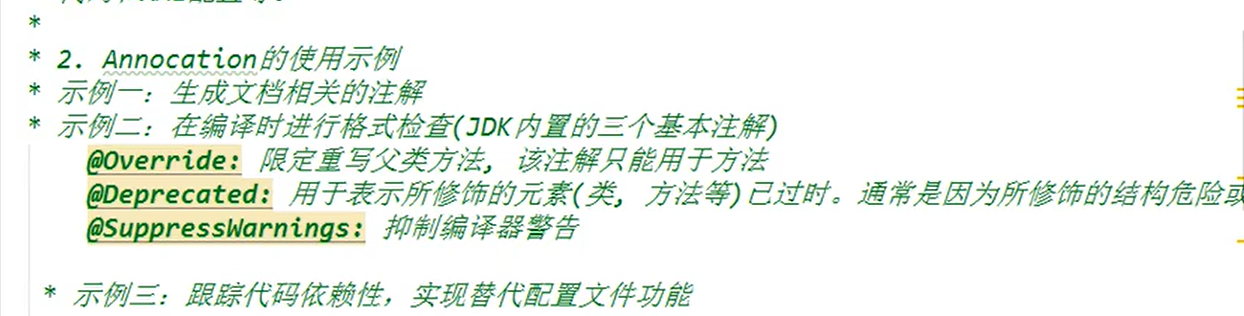 *
* 2. Annocation的使用示例
* 示例一：生成文档相关的注解
* 示例二：在编译时进行格式检查(JDK内置的三个基本注解)
@Override: 限定重写父类方法, 该注解只能用于方法
@Deprecated: 用于表示所修饰的元素(类, 方法等)已过时。通常是因为所修饰的结构危险或
@SuppressWarnings: 抑制编译器警告
* 示例三：跟踪代码依赖性，实现替代配置文件功能